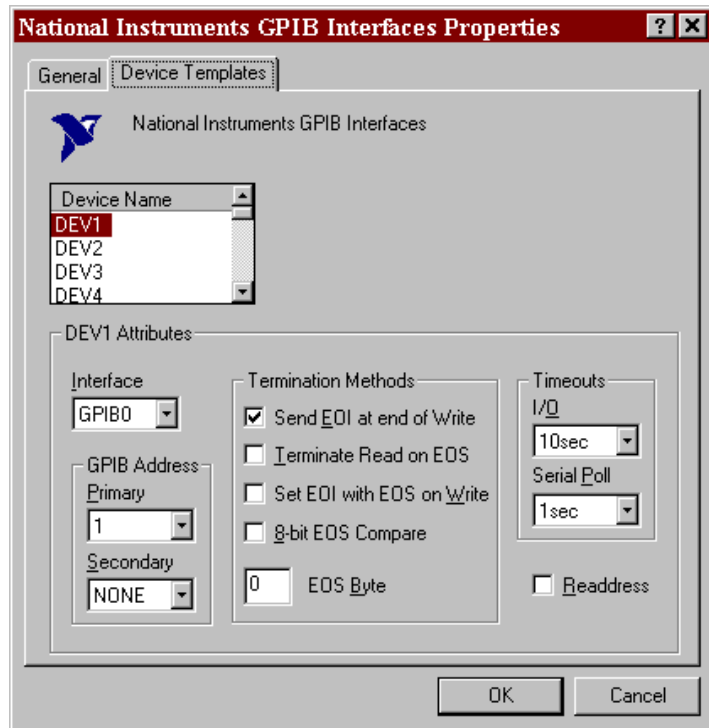 National Instruments GPIB Interfaces Properties
General Device Templates
National Instruments GPIB Interfaces
Device Name
DEV1
DEV2
DEV3
DEV4
DEV1 Attributes
Interface
GPIB0
GPIB Address
Primary
1
Secondary
NONE
Termination Methods
Send EOI at end of Write
Terminate Read on EOS
Set EOI with EOS on Write
8-bit EOS Compare
0 EOS Byte
Timeouts
I/O
10sec
Serial Poll
1sec
Readdress
OK Cancel